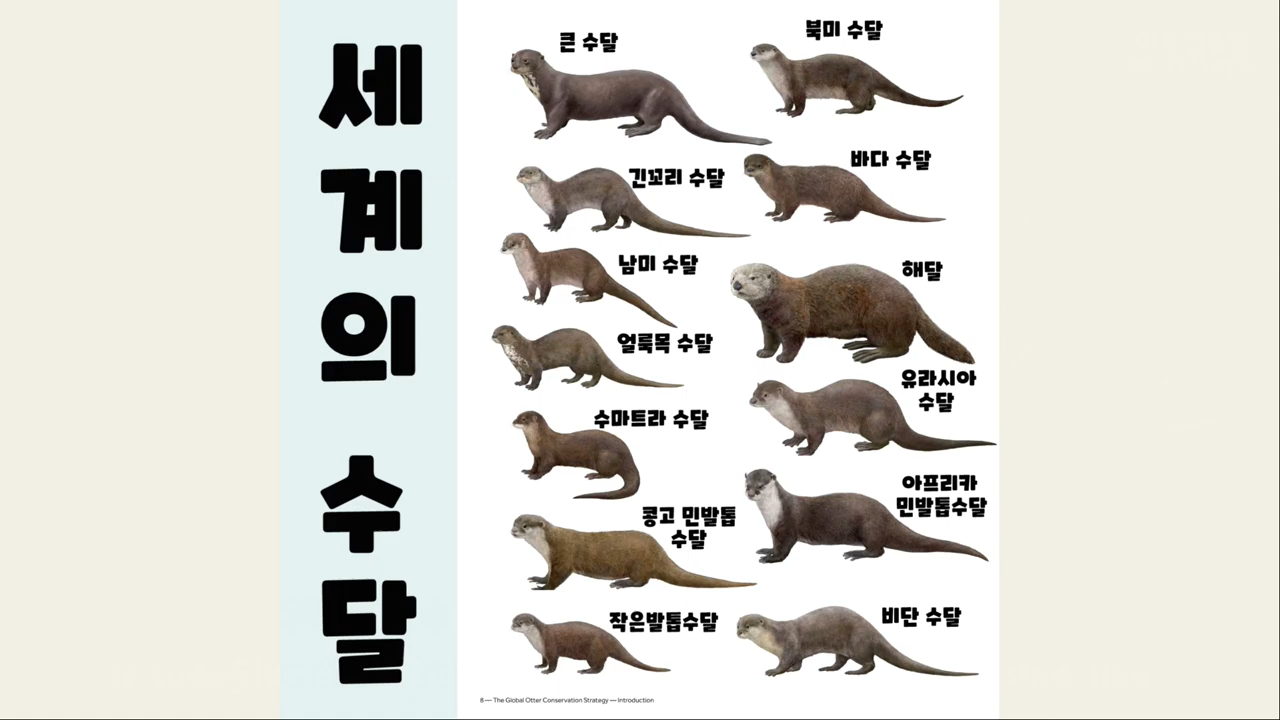 세
계
의
수
달
큰 수달
북미 수달
긴꼬리 수달
바다 수달
남미 수달
해달
얼룩목 수달
유라시아
수달
수마트라 수달
아프리카
민발톱수달
콩고 민발톱
수달
작은발톱수달
비단 수달
8 — The Global Otter Conservation Strategy — Introduction